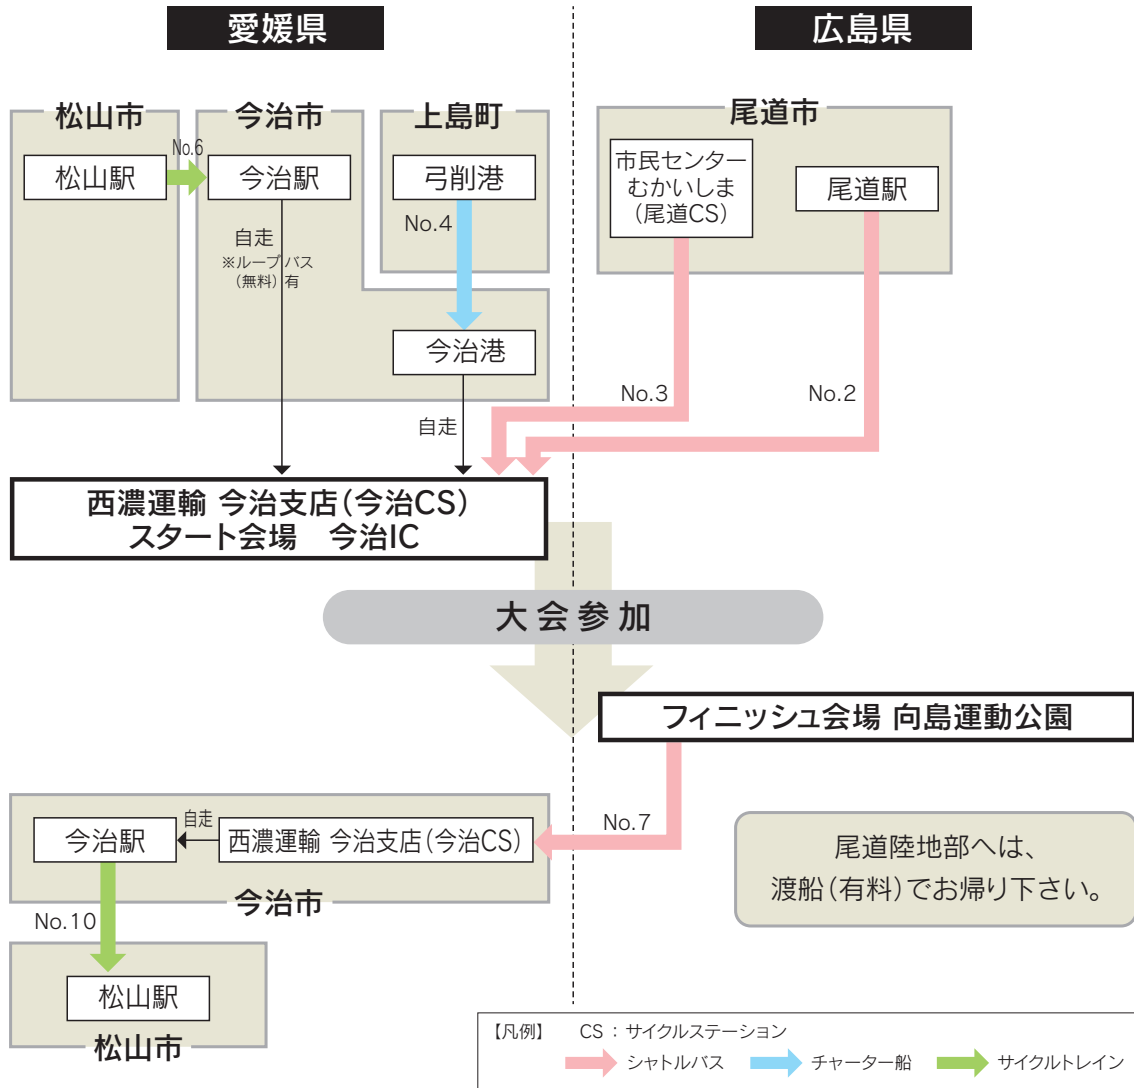 愛媛県
広島県
松山市
今治市
上島町
尾道市
松山駅
No.6
今治駅
弓削港
市民センター
むかいしま
（尾道CS）
尾道駅
自走
※ループバス
（無料）有
No.4
今治港
自走
No.3
No.2
西濃運輸 今治支店（今治CS）
スタート会場　今治IC
大会参加
フィニッシュ会場 向島運動公園
今治駅
自走
西濃運輸 今治支店（今治CS）
No.7
今治市
尾道陸地部へは、
渡船（有料）でお帰り下さい。
No.10
松山駅
松山市
【凡例】　CS：サイクルステーション
シャトルバス　チャーター船　サイクルトレイン